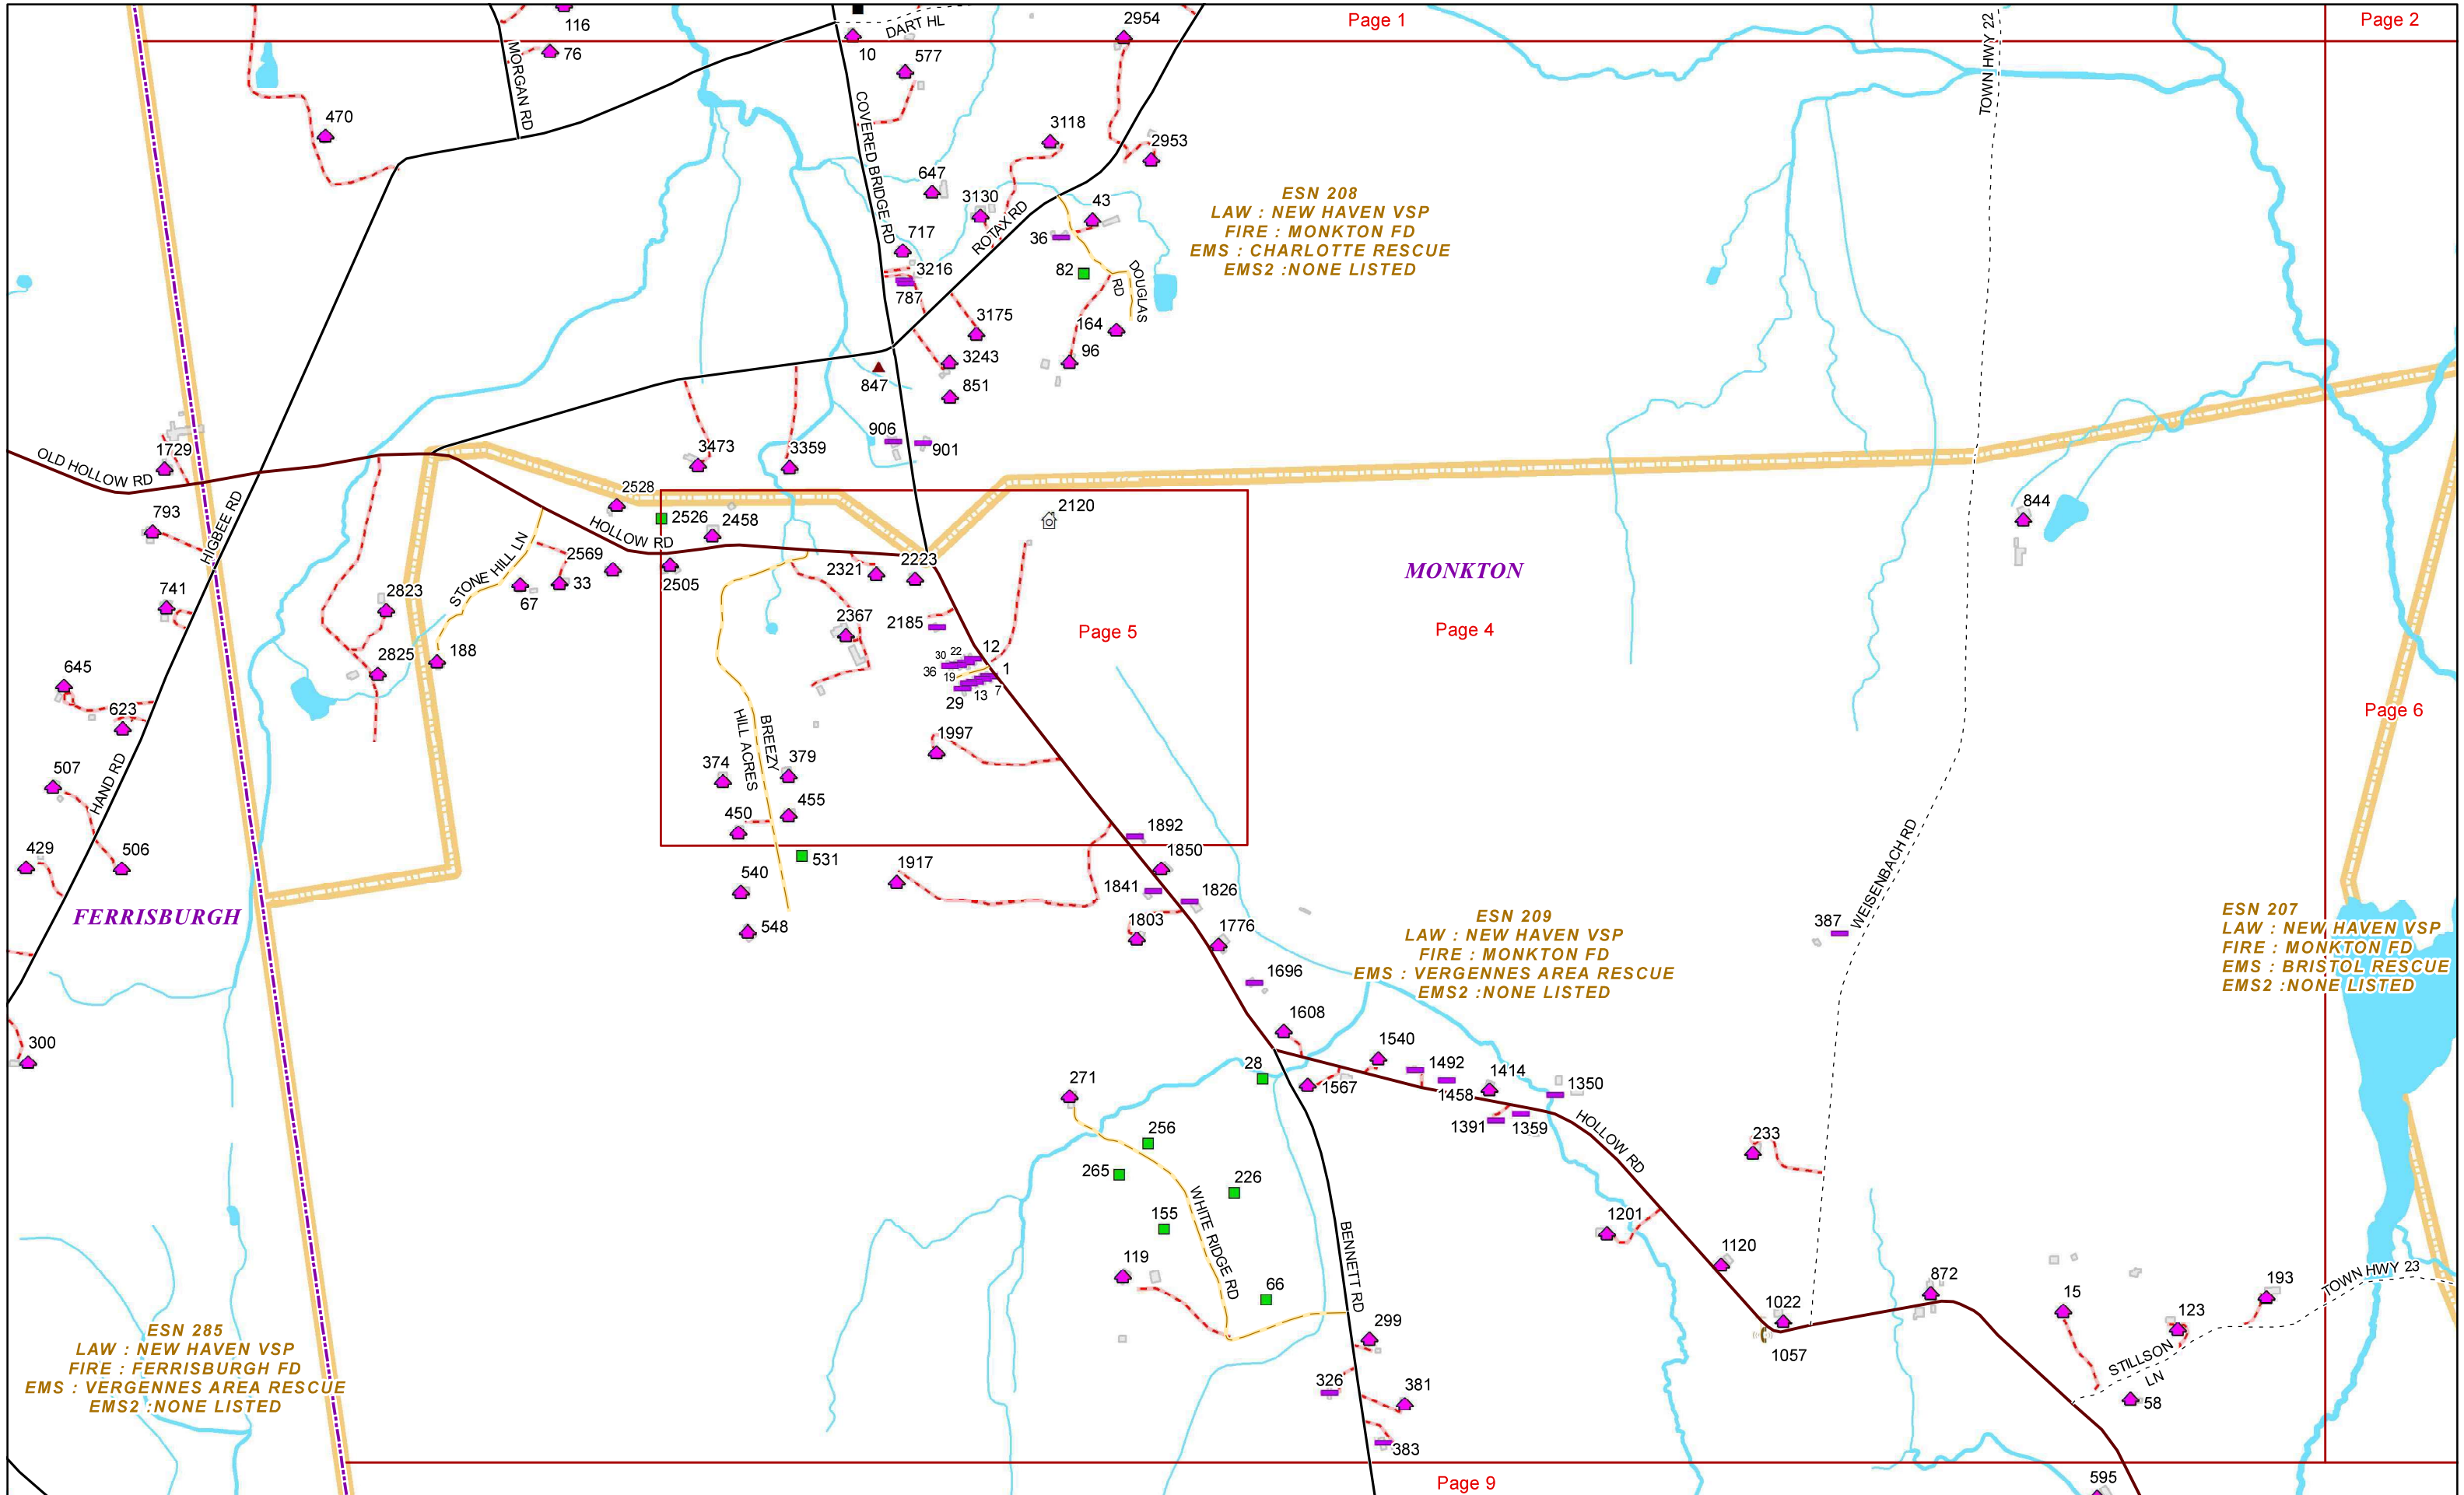 116
2954
Page 1
TOWN HWY 22
Page 2
DART HL
10
76
577
MORGAN RD
470
COVERED BRIDGE RD
3118
2953
647
3130
43
ROTAX RD
36
717
3216
82
DOUGLAS
RD
787
3175
164
3243
96
847
851
ESN 208
LAW : NEW HAVEN VSP
FIRE : MONKTON FD
EMS : CHARLOTTE RESCUE
EMS2 :NONE LISTED
906
901
1729
OLD HOLLOW RD
3473
3359
2528
793
HIGBEE RD
HOLLOW RD
2526
2458
2120
844
STONE HILL LN
2569
33
67
2505
2321
2223
MONKTON
741
2823
2367
2185
Page 5
Page 4
2825
188
12
30
22
36
19
1
13
7
29
645
623
Page 6
HILL ACRES
BREEZY
1997
507
HAND RD
374
379
455
450
1892
429
506
531
1917
1850
540
1841
1826
548
1803
1776
FERRISBURGH
387
WEISENBACH RD
ESN 209
LAW : NEW HAVEN VSP
FIRE : MONKTON FD
EMS : VERGENNES AREA RESCUE
EMS2 :NONE LISTED
ESN 207
LAW : NEW HAVEN VSP
FIRE : MONKTON FD
EMS : BRISTOL RESCUE
EMS2 :NONE LISTED
1696
1608
300
28
1540
1492
271
1567
1458
1414
1350
1391
1359
HOLLOW RD
256
265
226
233
155
WHITE RIDGE RD
BENNETT RD
1201
119
66
1120
872
15
193
TOWN HWY 23
1022
123
299
1057
STILLSON
LN
326
381
58
383
ESN 285
LAW : NEW HAVEN VSP
FIRE : FERRISBURGH FD
EMS : VERGENNES AREA RESCUE
EMS2 :NONE LISTED
Page 9
595